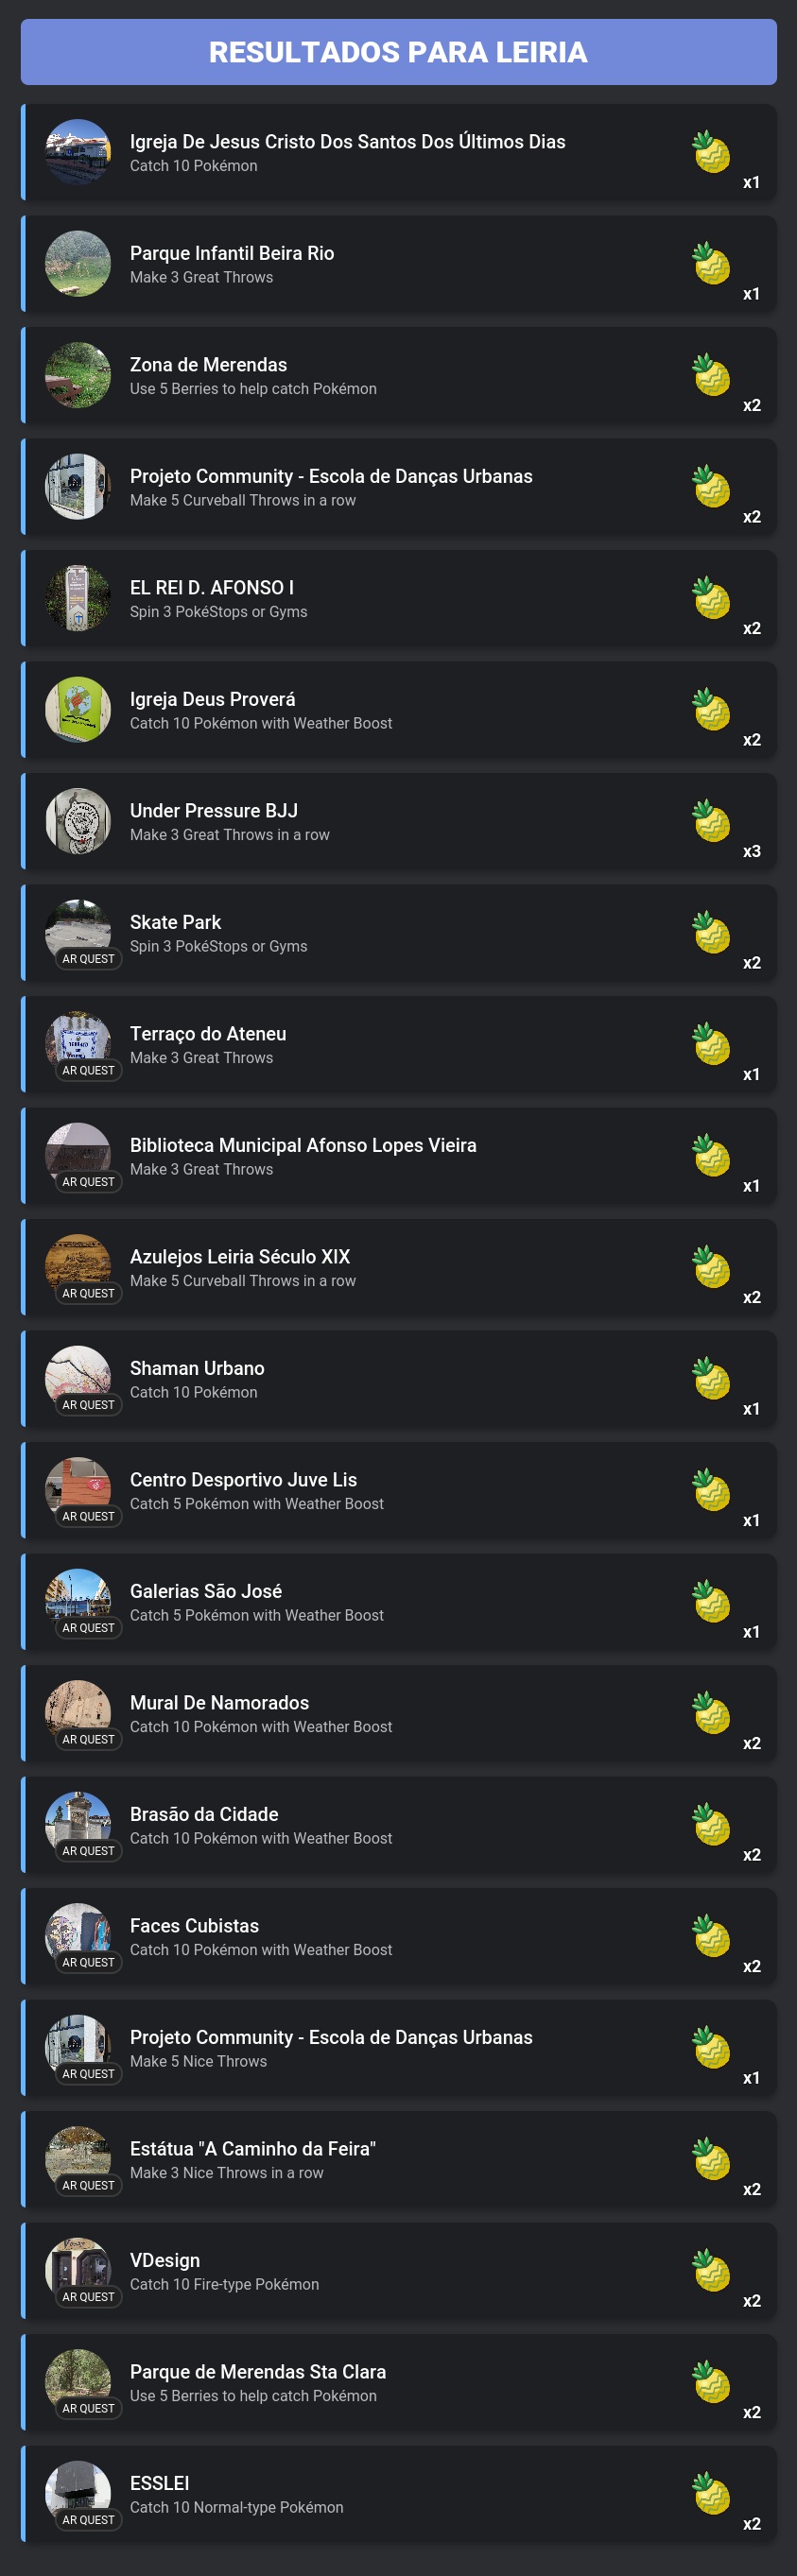 RESULTADOS PARA LEIRIA
Igreja De Jesus Cristo Dos Santos Dos Últimos Dias
Catch 10 Pokémon
x1
Parque Infantil Beira Rio
Make 3 Great Throws
x1
Zona de Merendas
Use 5 Berries to help catch Pokémon
x2
Projeto Community - Escola de Danças Urbanas
Make 5 Curveball Throws in a row
x2
EL REI D. AFONSO I
Spin 3 PokéStops or Gyms
x2
Igreja Deus Proverá
Catch 10 Pokémon with Weather Boost
x2
Under Pressure BJJ
Make 3 Great Throws in a row
x3
Skate Park
Spin 3 PokéStops or Gyms
AR QUEST
x2
Terraço do Ateneu
Make 3 Great Throws
AR QUEST
x1
Biblioteca Municipal Afonso Lopes Vieira
Make 3 Great Throws
AR QUEST
x1
Azulejos Leiria Século XIX
Make 5 Curveball Throws in a row
AR QUEST
x2
Shaman Urbano
Catch 10 Pokémon
AR QUEST
x1
Centro Desportivo Juve Lis
Catch 5 Pokémon with Weather Boost
AR QUEST
x1
Galerias São José
Catch 5 Pokémon with Weather Boost
AR QUEST
x1
Mural De Namorados
Catch 10 Pokémon with Weather Boost
AR QUEST
x2
Brasão da Cidade
Catch 10 Pokémon with Weather Boost
AR QUEST
x2
Faces Cubistas
Catch 10 Pokémon with Weather Boost
AR QUEST
x2
Projeto Community - Escola de Danças Urbanas
Make 5 Nice Throws
AR QUEST
x1
Estátua "A Caminho da Feira"
Make 3 Nice Throws in a row
AR QUEST
x2
VDesign
Catch 10 Fire-type Pokémon
AR QUEST
x2
Parque de Merendas Sta Clara
Use 5 Berries to help catch Pokémon
AR QUEST
x2
ESSLEI
Catch 10 Normal-type Pokémon
AR QUEST
x2